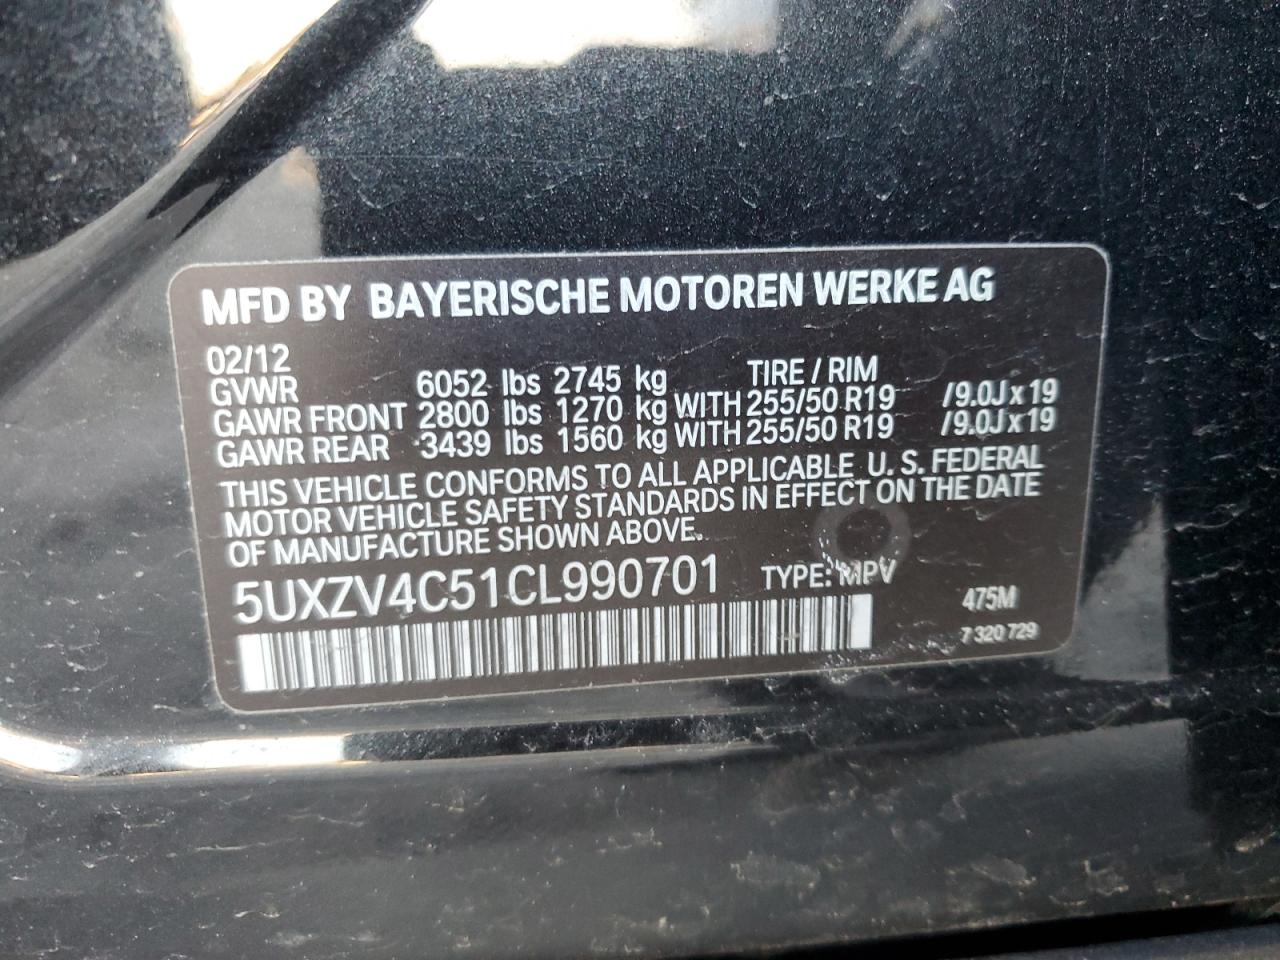 MFD BY BAYERISCHE MOTOREN WERKE AG
02/12
GVWR 6052 lbs 2745 kg TIRE / RIM
GAWR FRONT 2800 lbs 1270 kg WITH 255/50 R19 /9.0J x 19
GAWR REAR 3439 lbs 1560 kg WITH 255/50 R19 /9.0J x 19
THIS VEHICLE CONFORMS TO ALL APPLICABLE U. S. FEDERAL
MOTOR VEHICLE SAFETY STANDARDS IN EFFECT ON THE DATE
OF MANUFACTURE SHOWN ABOVE.
5UXZV4C51CL990701 TYPE: MPV
475M
7 320 729